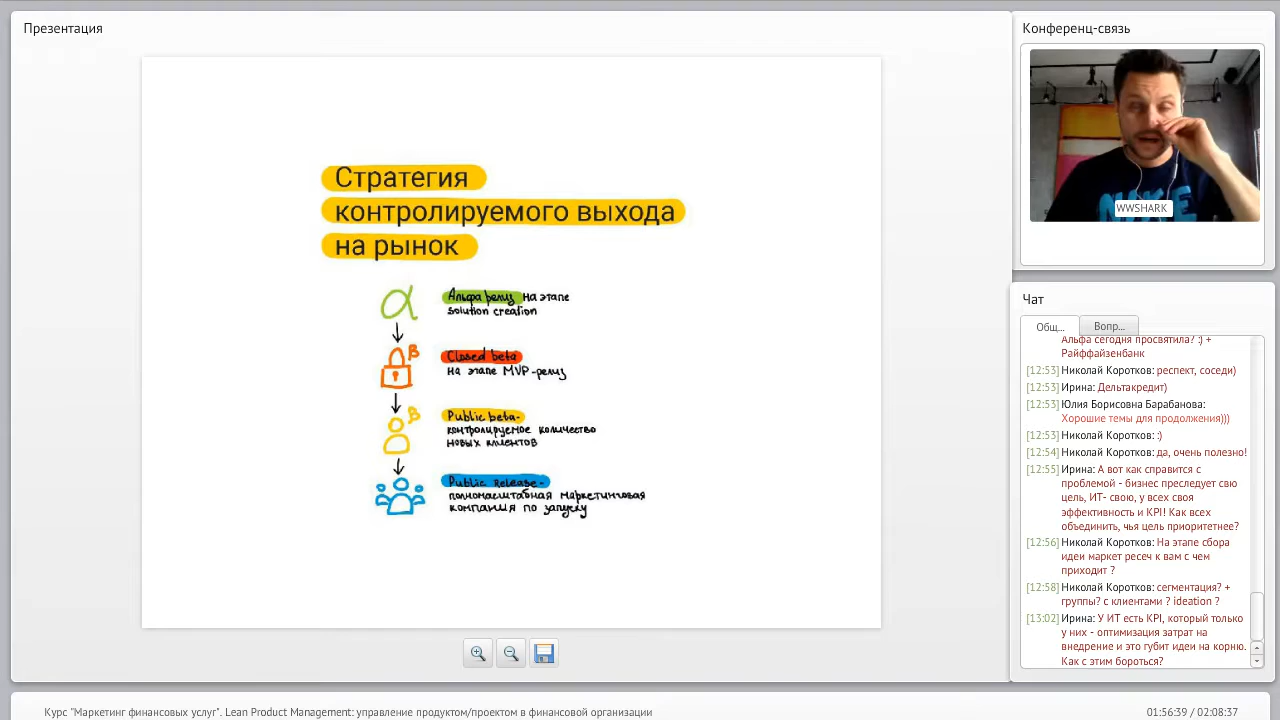 Презентация
Стратегия
контролируемого выхода
на рынок
α
Альфа релиз на этапе
solution creation
β
Closed beta
на этапе MVP-релиз
β
Public beta-
контролируемое количество
новых клиентов
Public release-
полномасштабная маркетинговая
компания по запуску
Конференц-связь
WWSHARK
Чат
Общ...
Вопр...
Альфа сегодня просвятила? :) +
Райффайзенбанк
[12:53] Николай Коротков: респект, соседи)
[12:53] Ирина: Дельтакредит)
[12:53] Юлия Борисовна Барабанова:
Хорошие темы для продолжения)))
[12:53] Николай Коротков: :)
[12:54] Николай Коротков: да, очень полезно!
[12:55] Ирина: А вот как справится с
проблемой - бизнес преследует свю
цель, ИТ- свою, у всех своя
эффективность и KPI! Как всех
объединить, чья цель приоритетнее?
[12:56] Николай Коротков: На этапе сбора
идеи маркет ресеч к вам с чем
приходит ?
[12:58] Николай Коротков: сегментация? +
группы? с клиентами ? ideation ?
[13:02] Ирина: У ИТ есть KPI, который только
у них - оптимизация затрат на
внедрение и это губит идеи на корню.
Как с этим бороться?
Курс "Маркетинг финансовых услуг". Lean Product Management: управление продуктом/проектом в финансовой организации
01:56:39 / 02:08:37